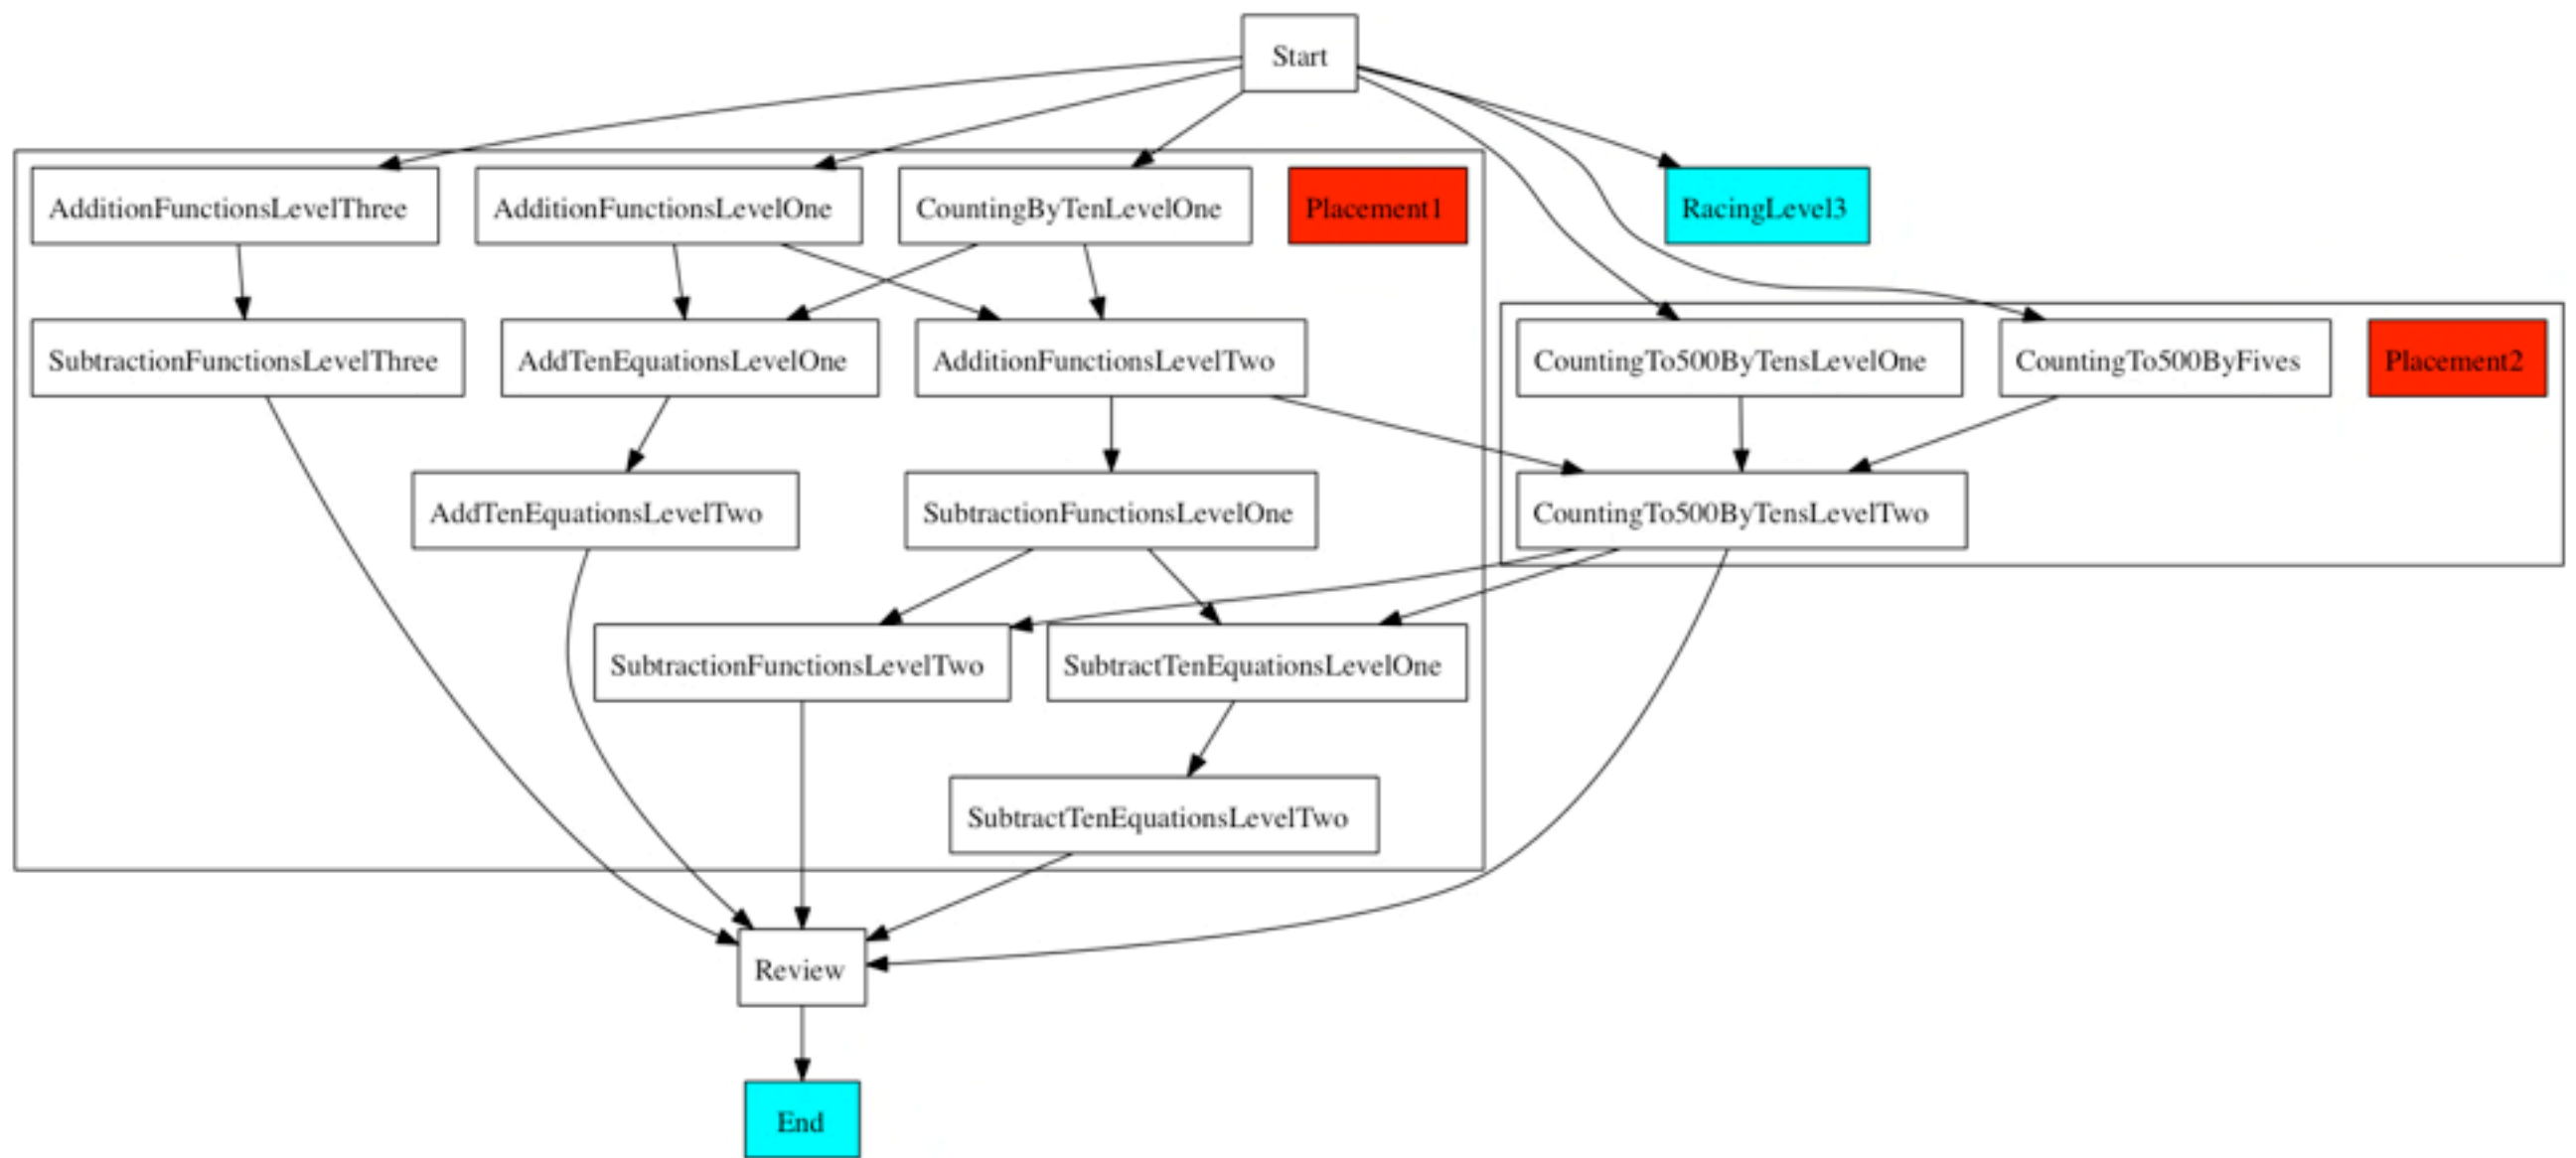 Start
AdditionFunctionsLevelThree
AdditionFunctionsLevelOne
CountingByTenLevelOne
Placement1
RacingLevel3
SubtractionFunctionsLevelThree
AddTenEquationsLevelOne
AdditionFunctionsLevelTwo
CountingTo500ByTensLevelOne
CountingTo500ByFives
Placement2
AddTenEquationsLevelTwo
SubtractionFunctionsLevelOne
CountingTo500ByTensLevelTwo
SubtractionFunctionsLevelTwo
SubtractTenEquationsLevelOne
SubtractTenEquationsLevelTwo
Review
End